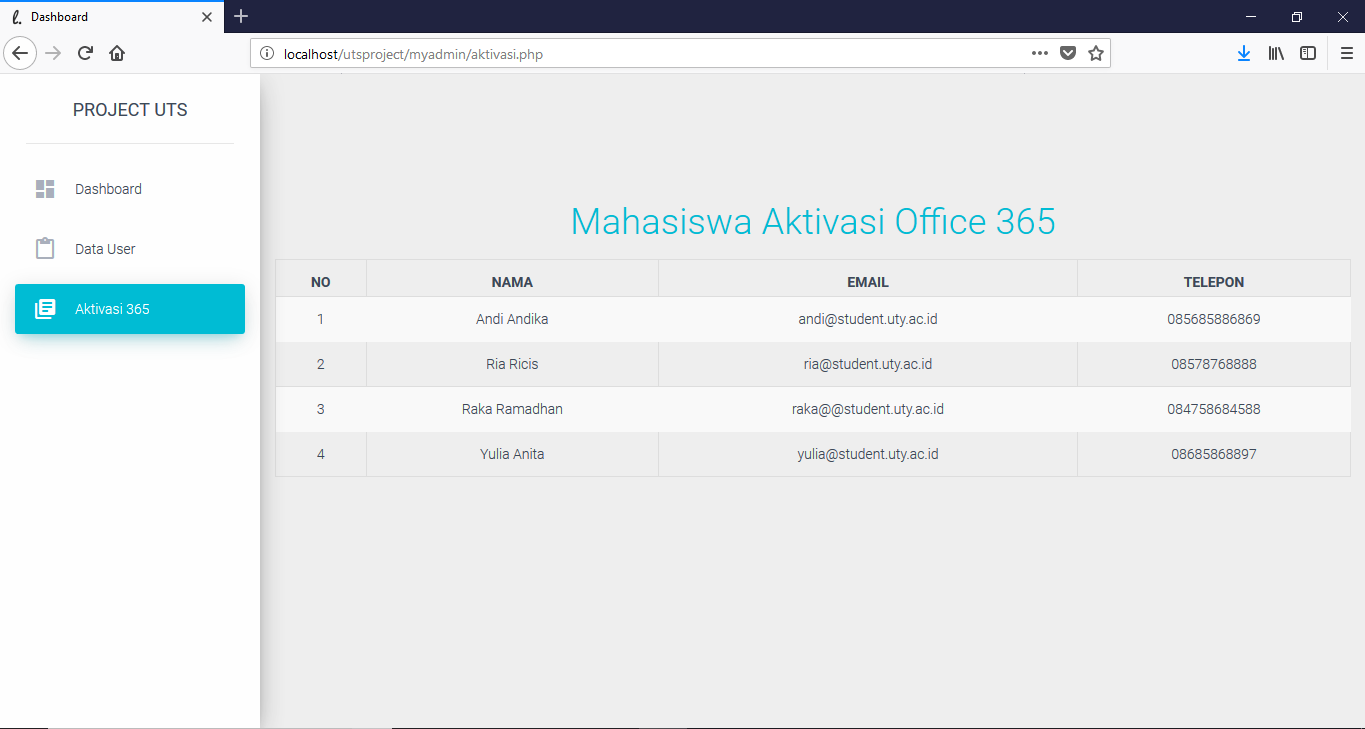 Dashboard
localhost/utsproject/myadmin/aktivasi.php
PROJECT UTS
Dashboard
Data User
Aktivasi 365
Mahasiswa Aktivasi Office 365
NO NAMA EMAIL TELEPON
1 Andi Andika andi@student.uty.ac.id 085685886869
2 Ria Ricis ria@student.uty.ac.id 08578768888
3 Raka Ramadhan raka@@student.uty.ac.id 084758684588
4 Yulia Anita yulia@student.uty.ac.id 08685868897